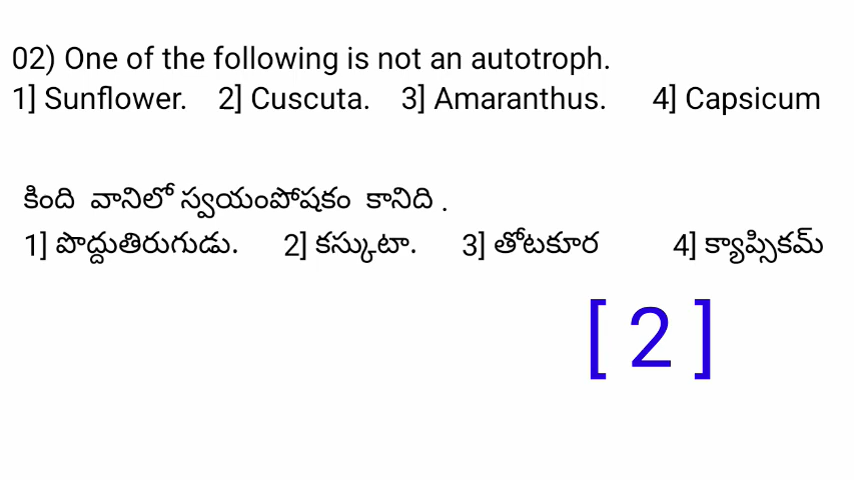 02) One of the following is not an autotroph.
1] Sunflower. 2] Cuscuta. 3] Amaranthus. 4] Capsicum
కింది వానిలో స్వయంపోషకం కానిది .
1] పొద్దుతిరుగుడు. 2] కస్కుటా. 3] తోటకూర 4] క్యాప్సికమ్
[ 2 ]